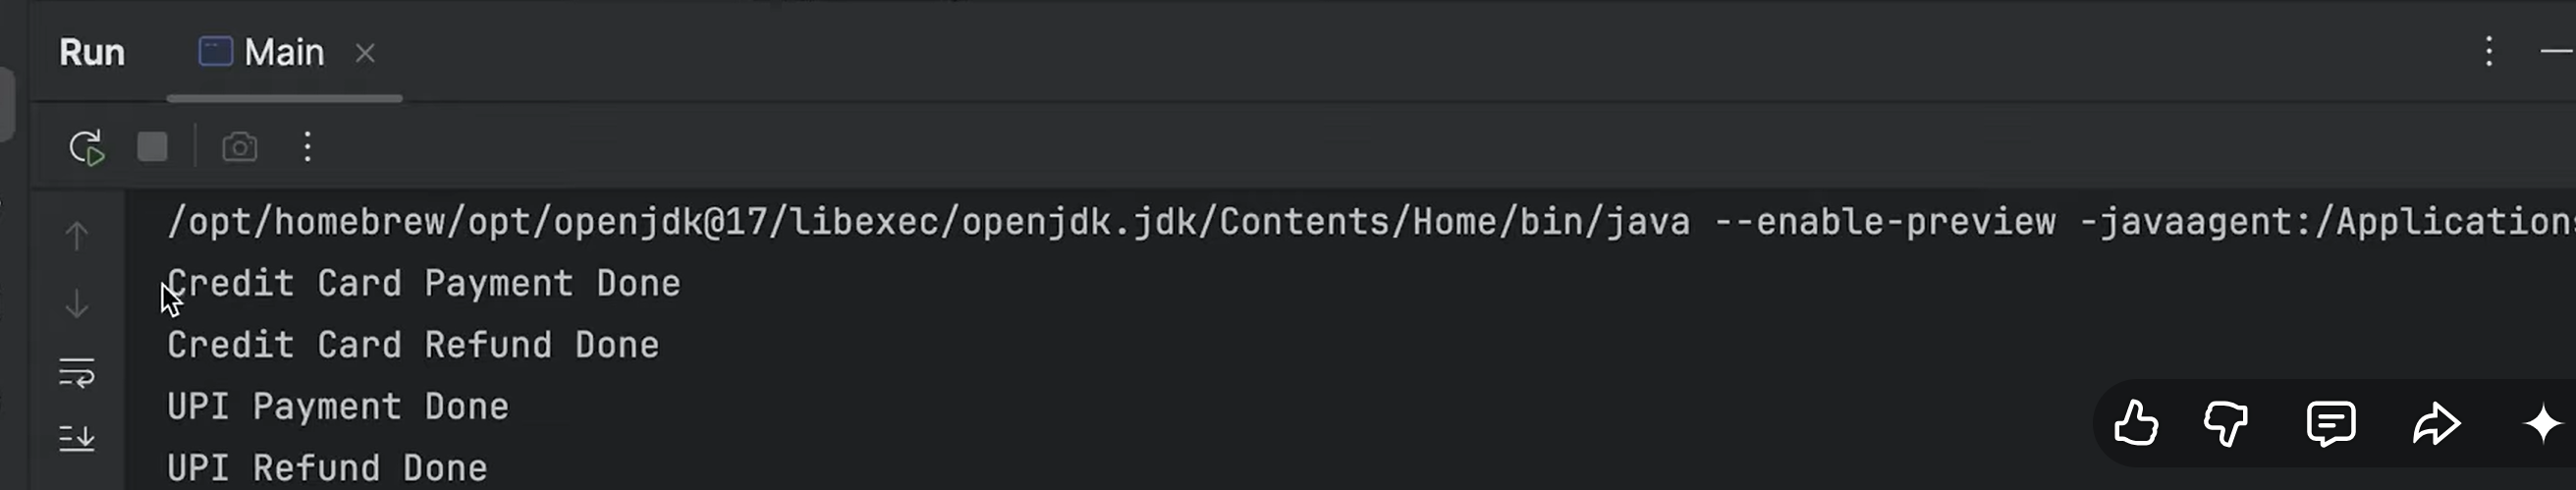 Run Main
/opt/homebrew/opt/openjdk@17/libexec/openjdk.jdk/Contents/Home/bin/java --enable-preview -javaagent:/Application
Credit Card Payment Done
Credit Card Refund Done
UPI Payment Done
UPI Refund Done